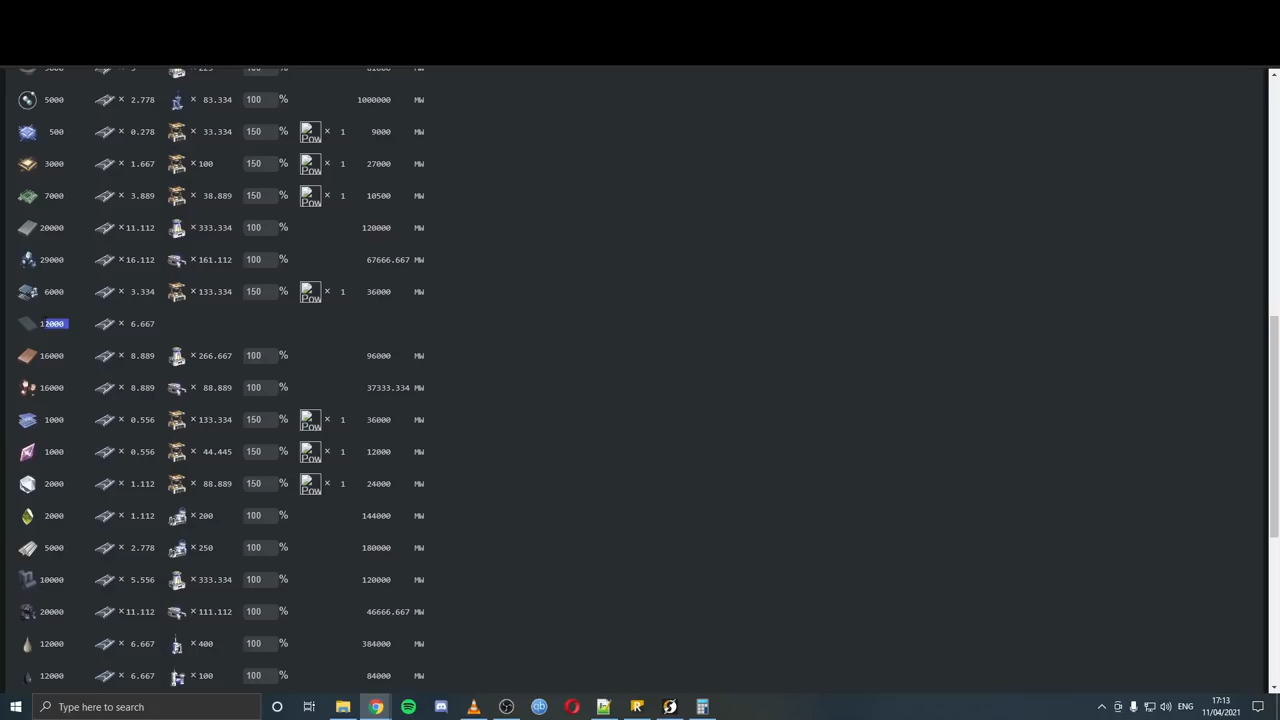 5000 × 2.778 × 83.334 100 % 1000000 MW
500 × 0.278 × 33.334 150 % Pow × 1 9000 MW
3000 × 1.667 × 100 150 % Pow × 1 27000 MW
7000 × 3.889 × 38.889 150 % Pow × 1 10500 MW
20000 × 11.112 × 333.334 100 % 120000 MW
29000 × 16.112 × 161.112 100 % 67666.667 MW
6000 × 3.334 × 133.334 150 % Pow × 1 36000 MW
12000 × 6.667
16000 × 8.889 × 266.667 100 % 96000 MW
16000 × 8.889 × 88.889 100 % 37333.334 MW
1000 × 0.556 × 133.334 150 % Pow × 1 36000 MW
1000 × 0.556 × 44.445 150 % Pow × 1 12000 MW
2000 × 1.112 × 88.889 150 % Pow × 1 24000 MW
2000 × 1.112 × 200 100 % 144000 MW
5000 × 2.778 × 250 100 % 180000 MW
10000 × 5.556 × 333.334 100 % 120000 MW
20000 × 11.112 × 111.112 100 % 46666.667 MW
12000 × 6.667 × 400 100 % 384000 MW
12000 × 6.667 × 100 100 % 84000 MW
Type here to search
ENG
17:13
11/04/2021